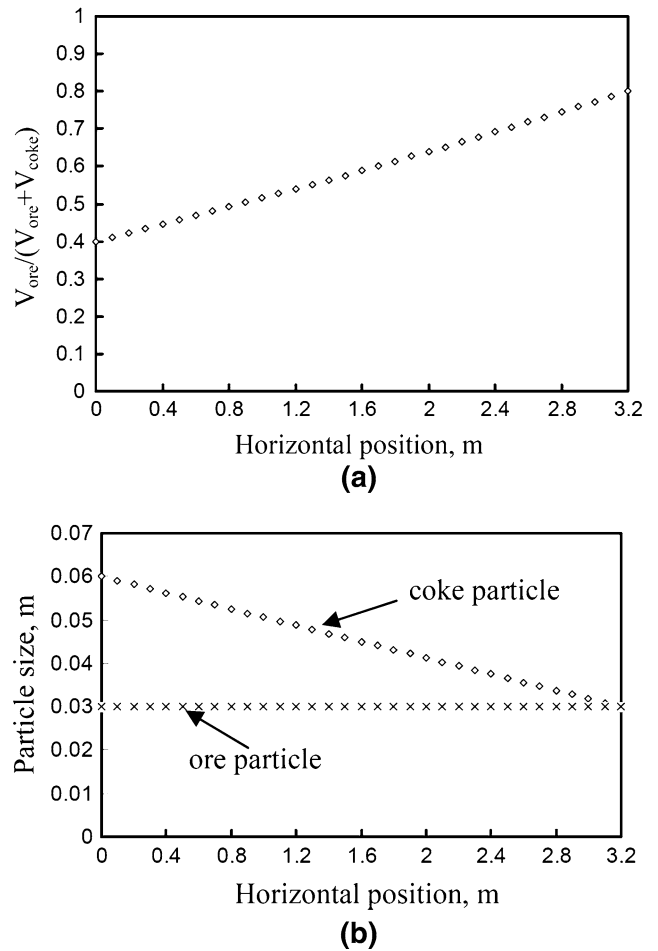 1
0.9
0.8
0.7
0.6
0.5
0.4
0.3
0.2
0.1
0
V_ore/(V_ore+V_coke)
0 0.4 0.8 1.2 1.6 2 2.4 2.8 3.2
Horizontal position, m
(a)
0.07
0.06
0.05
0.04
0.03
0.02
0.01
0
Particle size, m
coke particle
ore particle
0 0.4 0.8 1.2 1.6 2 2.4 2.8 3.2
Horizontal position, m
(b)